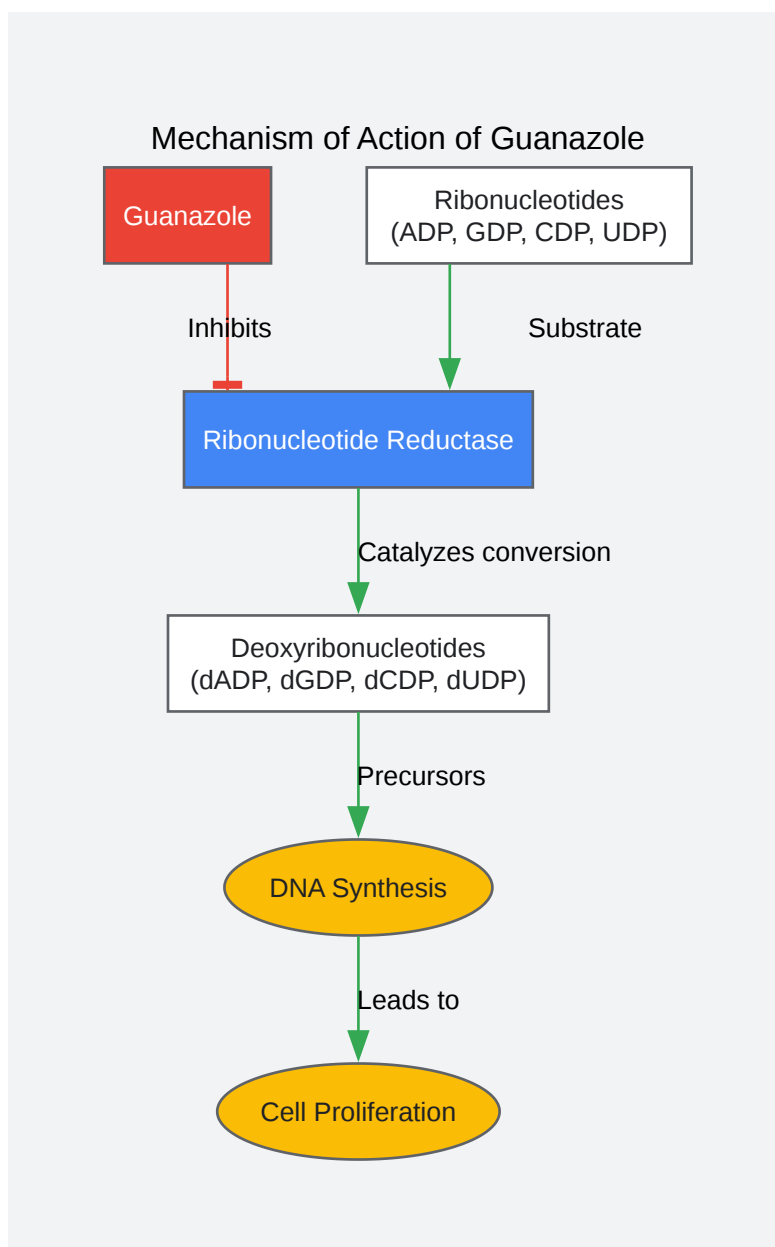 Mechanism of Action of Guanazole
Guanazole
Ribonucleotides
(ADP, GDP, CDP, UDP)
Inhibits
Substrate
Ribonucleotide Reductase
Catalyzes conversion
Deoxyribonucleotides
(dADP, dGDP, dCDP, dUDP)
Precursors
DNA Synthesis
Leads to
Cell Proliferation